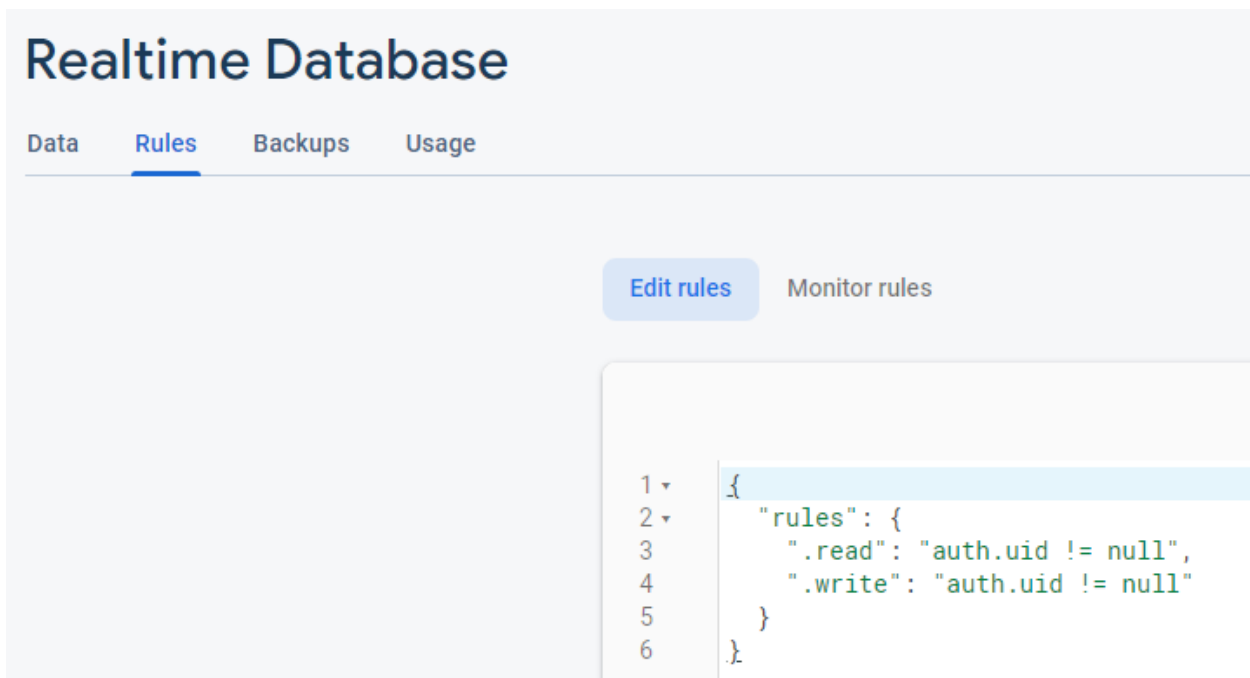 Realtime Database
Data Rules Backups Usage
Edit rules Monitor rules
1 {
2 "rules": {
3 ".read": "auth.uid != null",
4 ".write": "auth.uid != null"
5 }
6 }